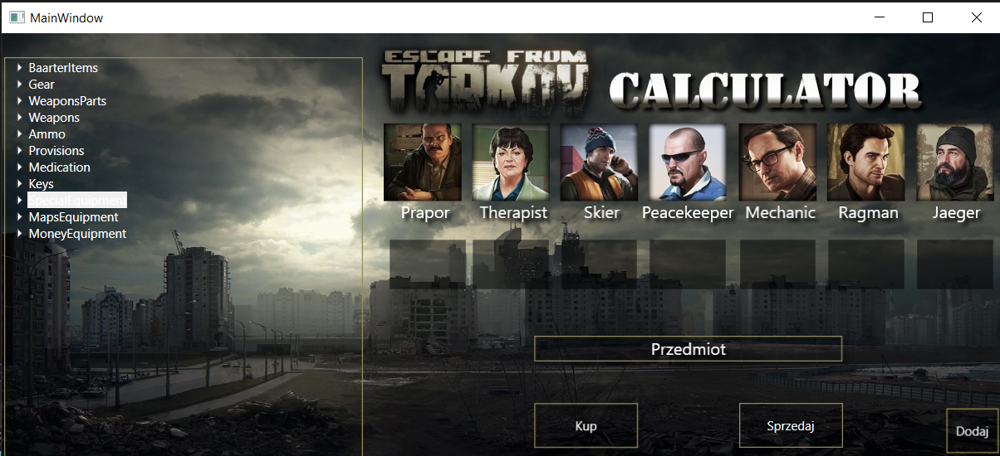 MainWindow
BaarterItems
Gear
WeaponsParts
Weapons
Ammo
Provisions
Medication
Keys
SpecialEquipment
MapsEquipment
MoneyEquipment
ESCAPE FROM
TARKOV
CALCULATOR
Prapor Therapist Skier Peacekeeper Mechanic Ragman Jaeger
Przedmiot
Kup Sprzedaj Dodaj